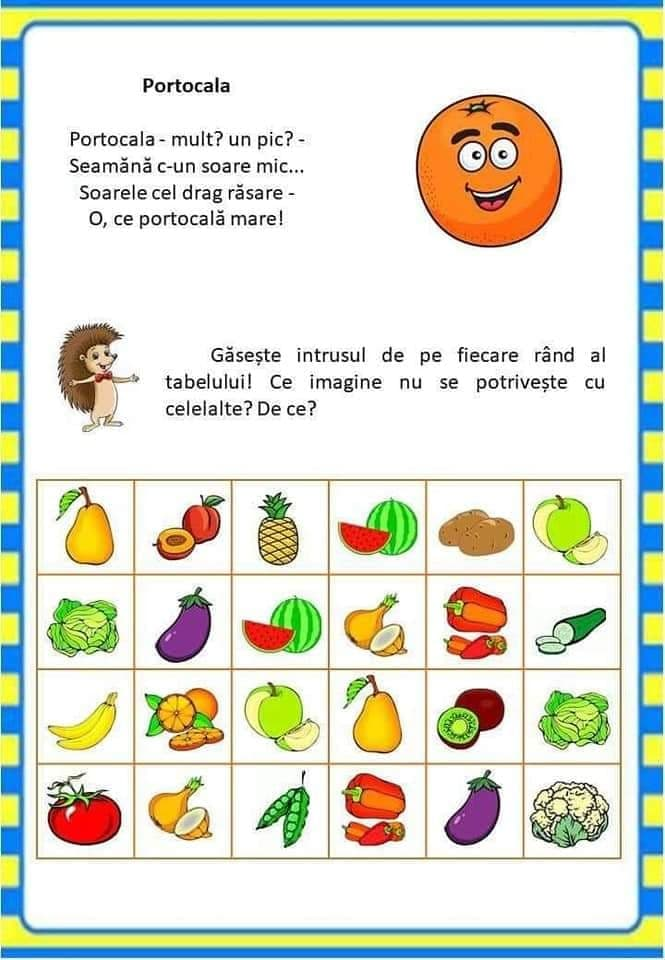 Portocala
Portocala - mult? un pic? -
Seamănă c-un soare mic...
Soarele cel drag răsare -
O, ce portocală mare!
Găsește intrusul de pe fiecare rând al
tabelului! Ce imagine nu se potrivește cu
celelalte? De ce?